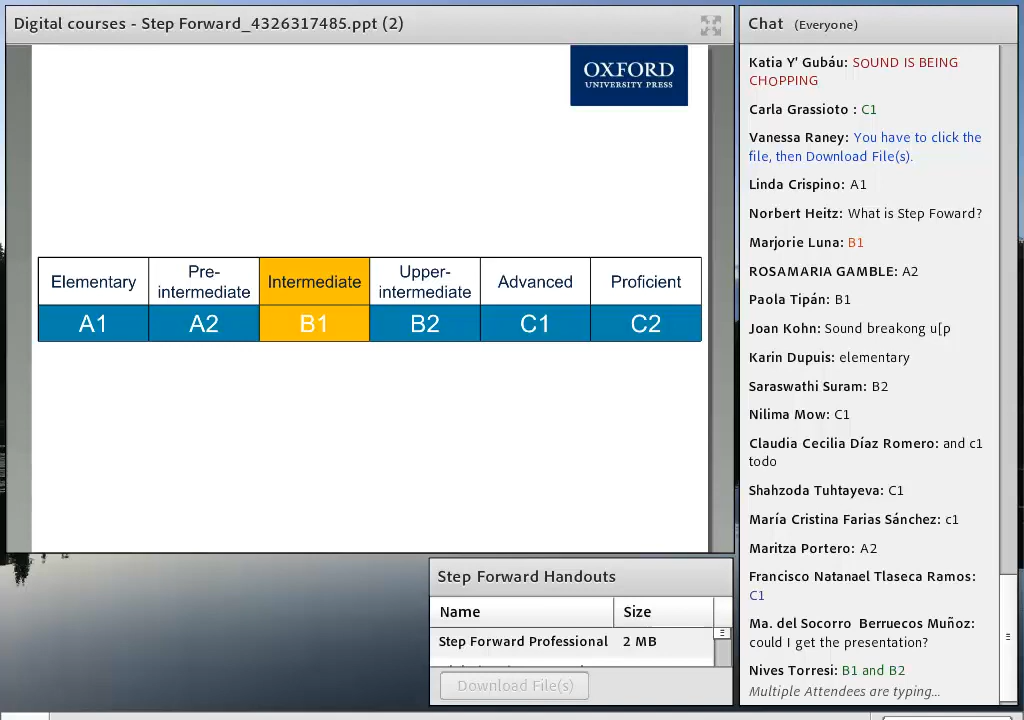 Digital courses - Step Forward_4326317485.ppt (2)
OXFORD
UNIVERSITY PRESS
Elementary
Pre-
intermediate
Intermediate
Upper-
intermediate
Advanced
Proficient
A1
A2
B1
B2
C1
C2
Step Forward Handouts
Name
Size
Step Forward Professional
2 MB
Download File(s)
Chat (Everyone)
Katia Y' Gubáu: SOUND IS BEING
CHOPPING
Carla Grassioto : C1
Vanessa Raney: You have to click the
file, then Download File(s).
Linda Crispino: A1
Norbert Heitz: What is Step Foward?
Marjorie Luna: B1
ROSAMARIA GAMBLE: A2
Paola Tipán: B1
Joan Kohn: Sound breakong u[p
Karin Dupuis: elementary
Saraswathi Suram: B2
Nilima Mow: C1
Claudia Cecilia Díaz Romero: and c1
todo
Shahzoda Tuhtayeva: C1
María Cristina Farias Sánchez: c1
Maritza Portero: A2
Francisco Natanael Tlaseca Ramos:
C1
Ma. del Socorro Berruecos Muñoz:
could I get the presentation?
Nives Torresi: B1 and B2
Multiple Attendees are typing...